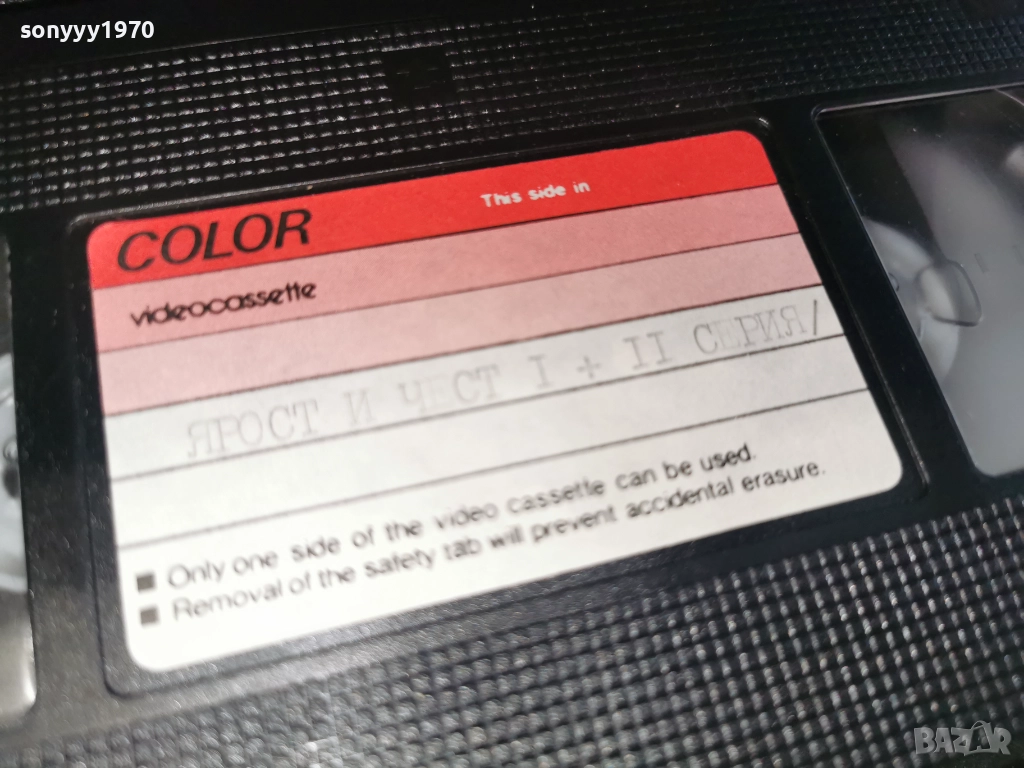 sonyyy1970
COLOR
This side in
videocassette
ЯРОСТ И ЧЕСТ I + II СЕРИЯ/
■ Only one side of the video cassette can be used.
■ Removal of the safety tab will prevent accidental erasure.
BAZAR